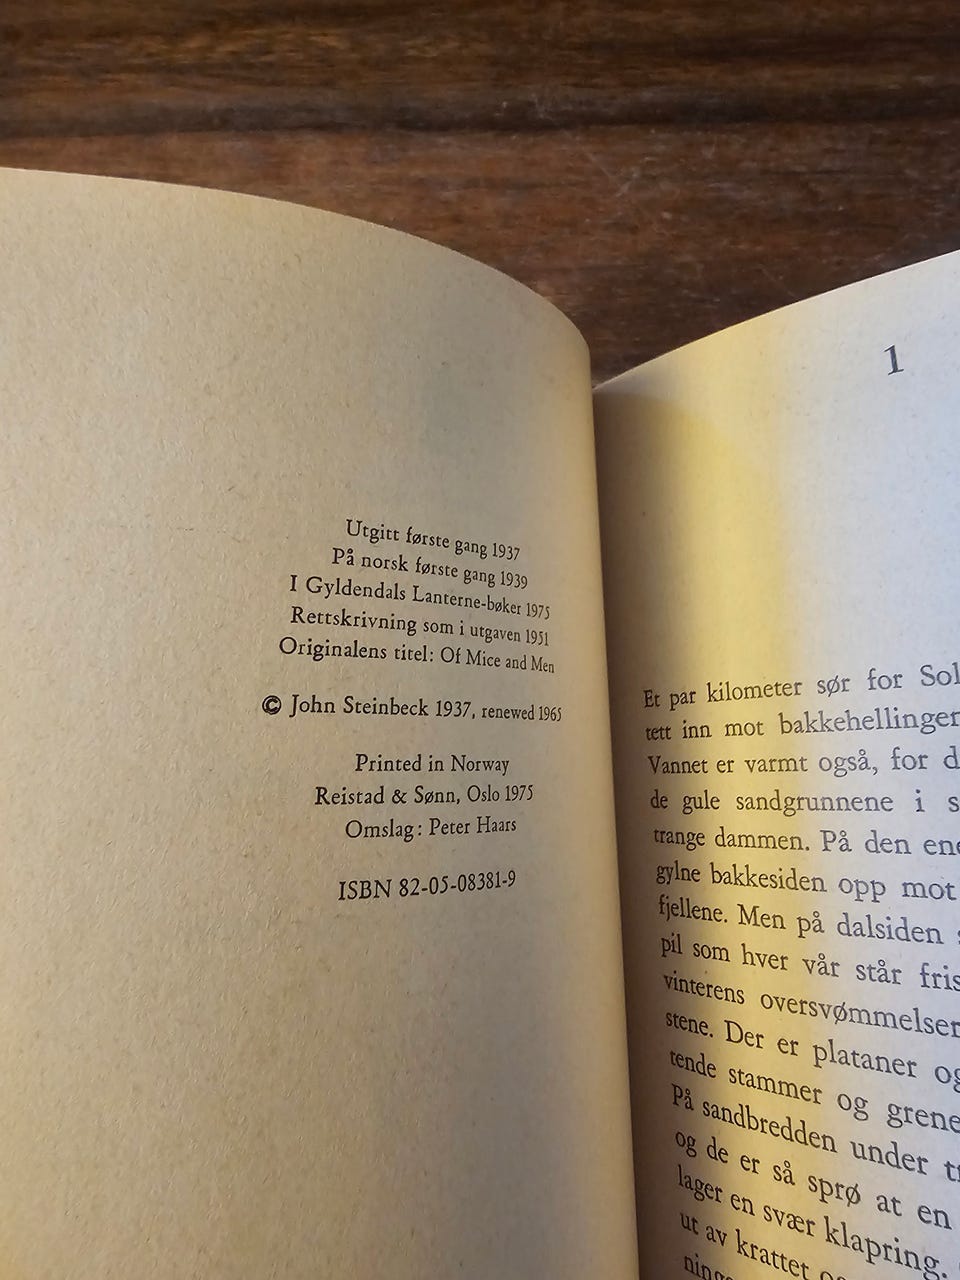 Utgitt første gang 1937
På norsk første gang 1939
I Gyldendals Lanterne-bøker 1975
Rettskrivning som i utgaven 1951
Originalens titel: Of Mice and Men
© John Steinbeck 1937, renewed 1965
Printed in Norway
Reistad & Sønn, Oslo 1975
Omslag: Peter Haars
ISBN 82-05-08381-9
1
Et par kilometer sør for
tett inn mot
Vannet er varmt også, for
de gule sandgrunnene i
trange dammen. På den
gylne bakkesiden opp mot
fjellene. Men på dalsiden
pil som hver vår står
vinterens
stene. Der er plataner
tende stammer og
På sandbredden under
og de er så sprø at en
lager en svær klapring.
ut av krattet